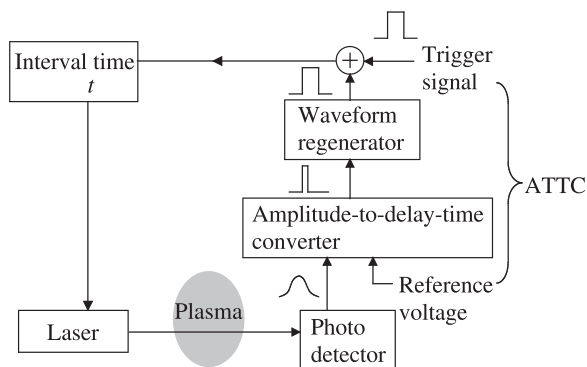 Interval time
t
Trigger
signal
Waveform
regenerator
ATTC
Amplitude-to-delay-time
converter
Reference
voltage
Plasma
Laser
Photo
detector